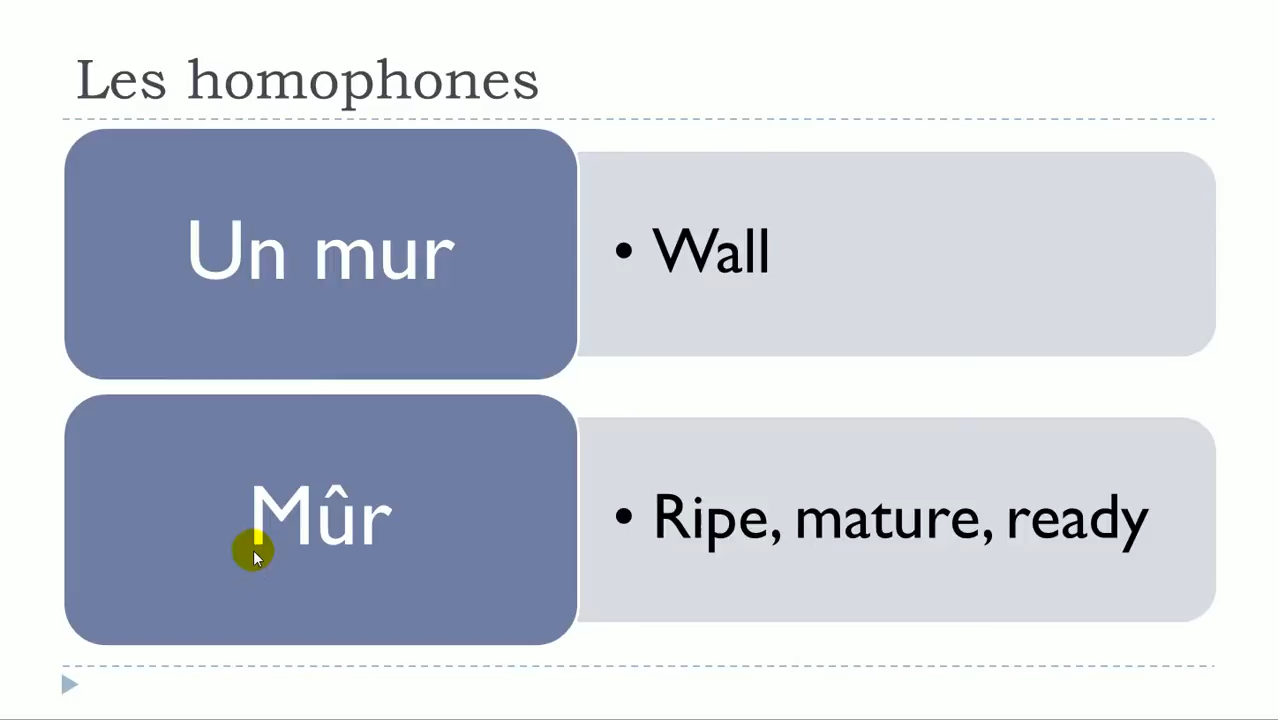 Les homophones
Un mur
• Wall
Mûr
• Ripe, mature, ready